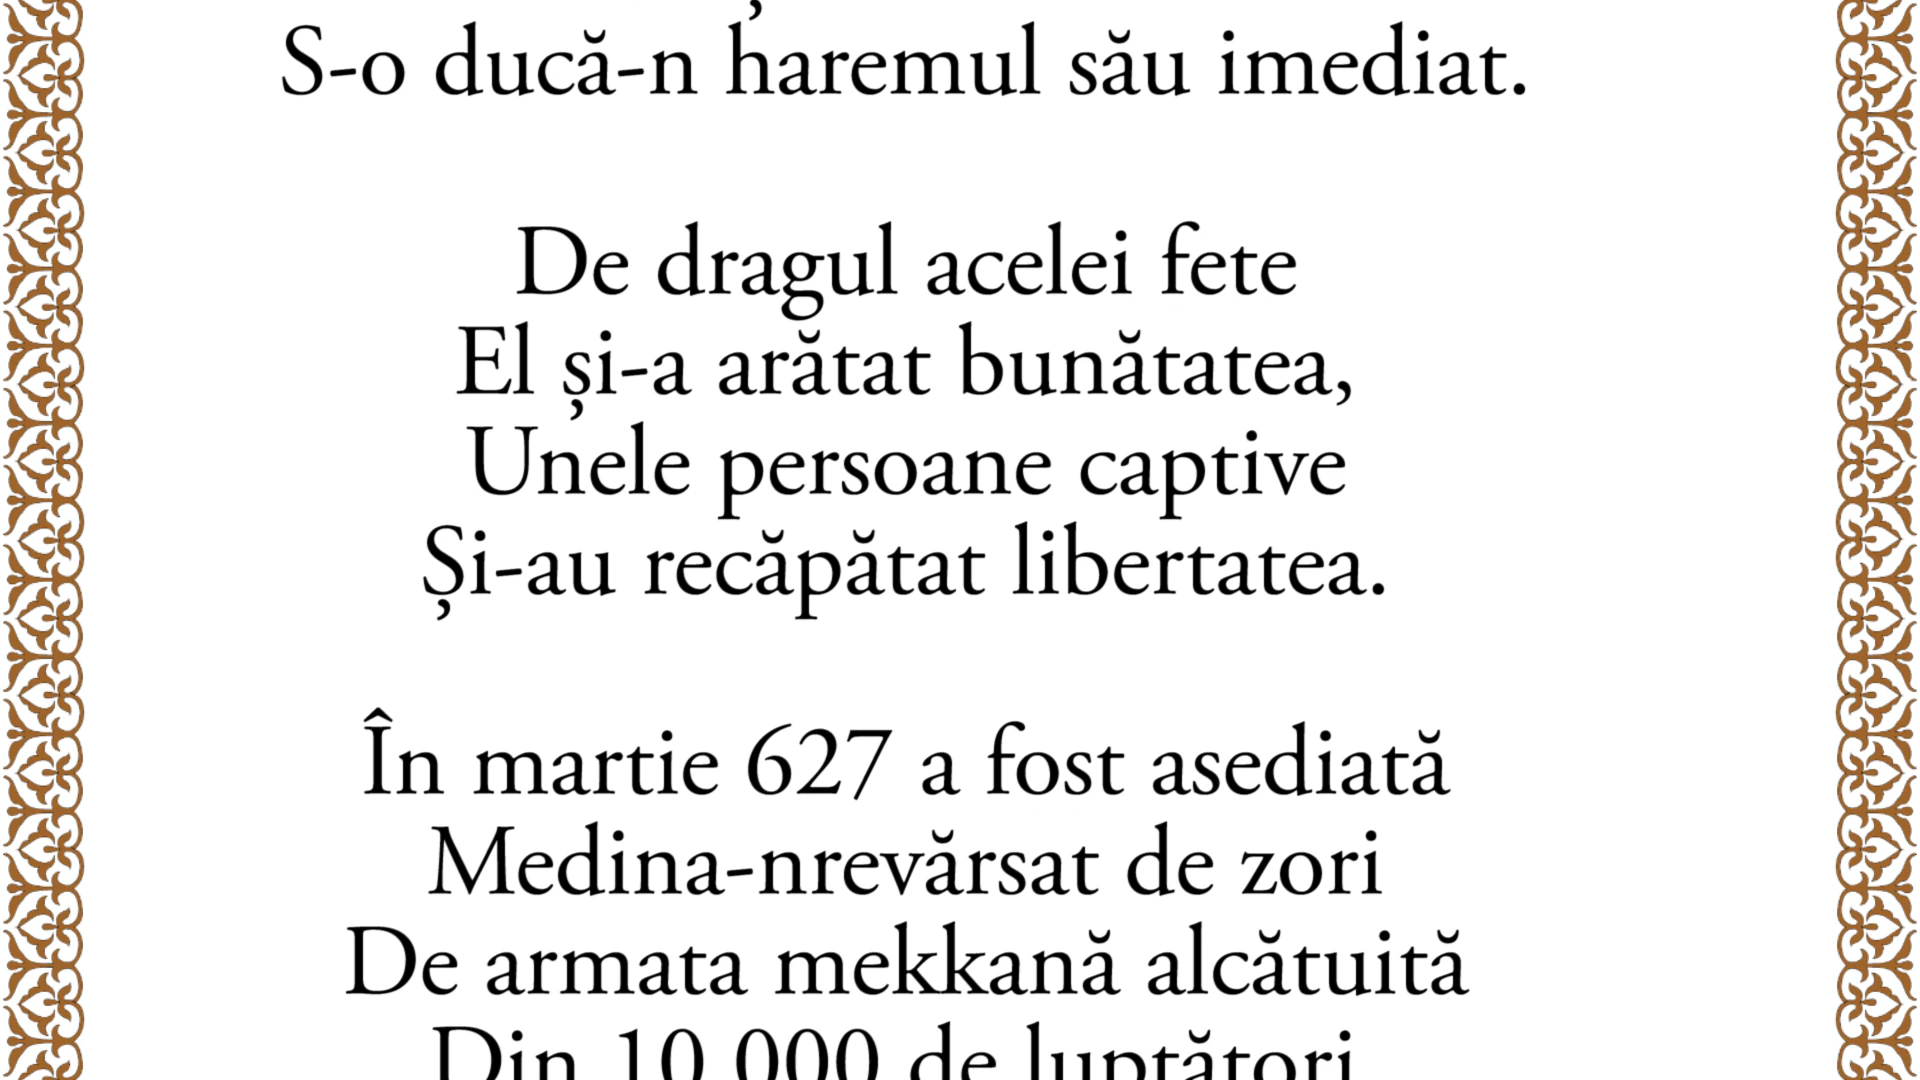 S-o ducă-n haremul său imediat.
De dragul acelei fete
El și-a arătat bunătatea,
Unele persoane captive
Și-au recăpătat libertatea.
În martie 627 a fost asediată
Medina-nrevărsat de zori
De armata mekkană alcătuită
Din 10 000 de luptători